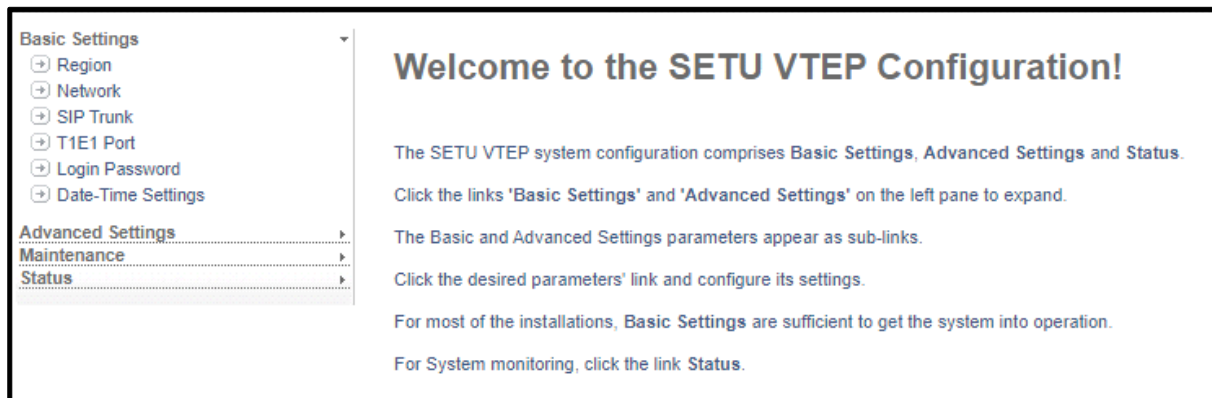 Basic Settings
Region
Network
SIP Trunk
T1E1 Port
Login Password
Date-Time Settings
Advanced Settings
Maintenance
Status
Welcome to the SETU VTEP Configuration!
The SETU VTEP system configuration comprises Basic Settings, Advanced Settings and Status.
Click the links 'Basic Settings' and 'Advanced Settings' on the left pane to expand.
The Basic and Advanced Settings parameters appear as sub-links.
Click the desired parameters' link and configure its settings.
For most of the installations, Basic Settings are sufficient to get the system into operation.
For System monitoring, click the link Status.